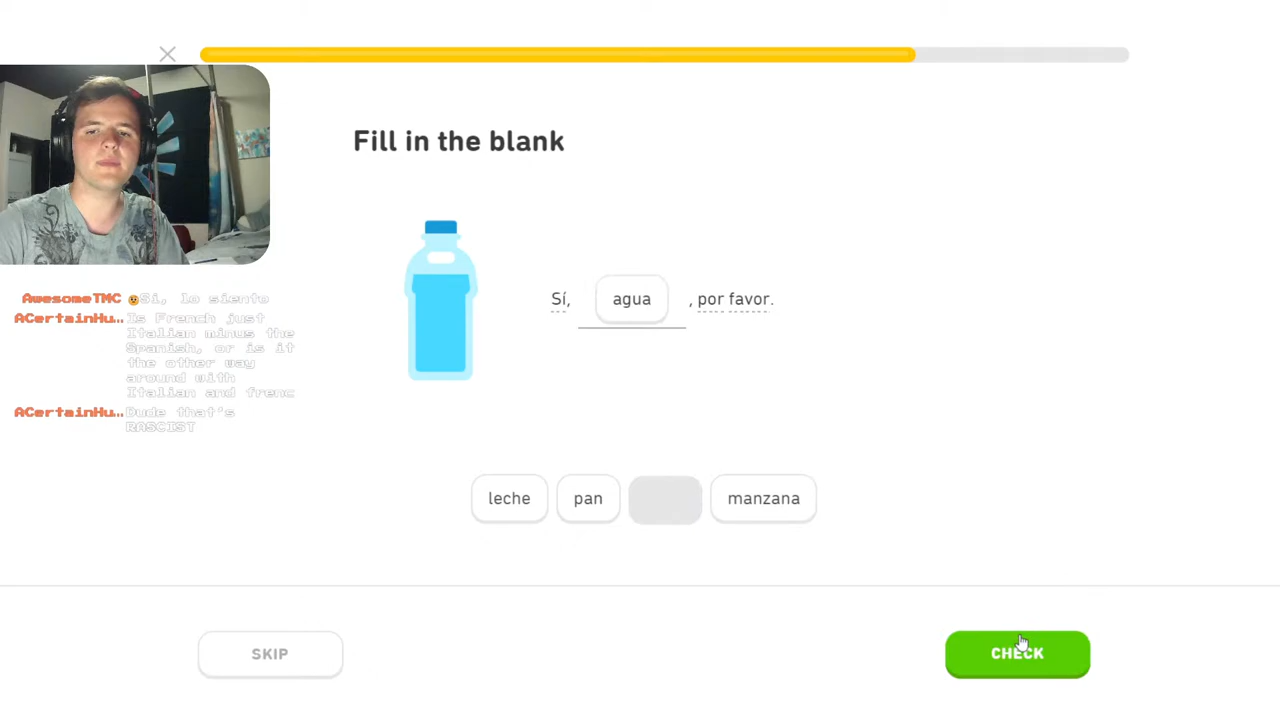 Fill in the blank
AwesomeTMC Si, lo siento
ACertainHu... Is French just
Italian minus the
Spanish, or is it
the other way
around with
Italian and frenc
ACertainHu... Dude that's
RASCIST
Sí, agua , por favor.
leche pan manzana
SKIP CHECK